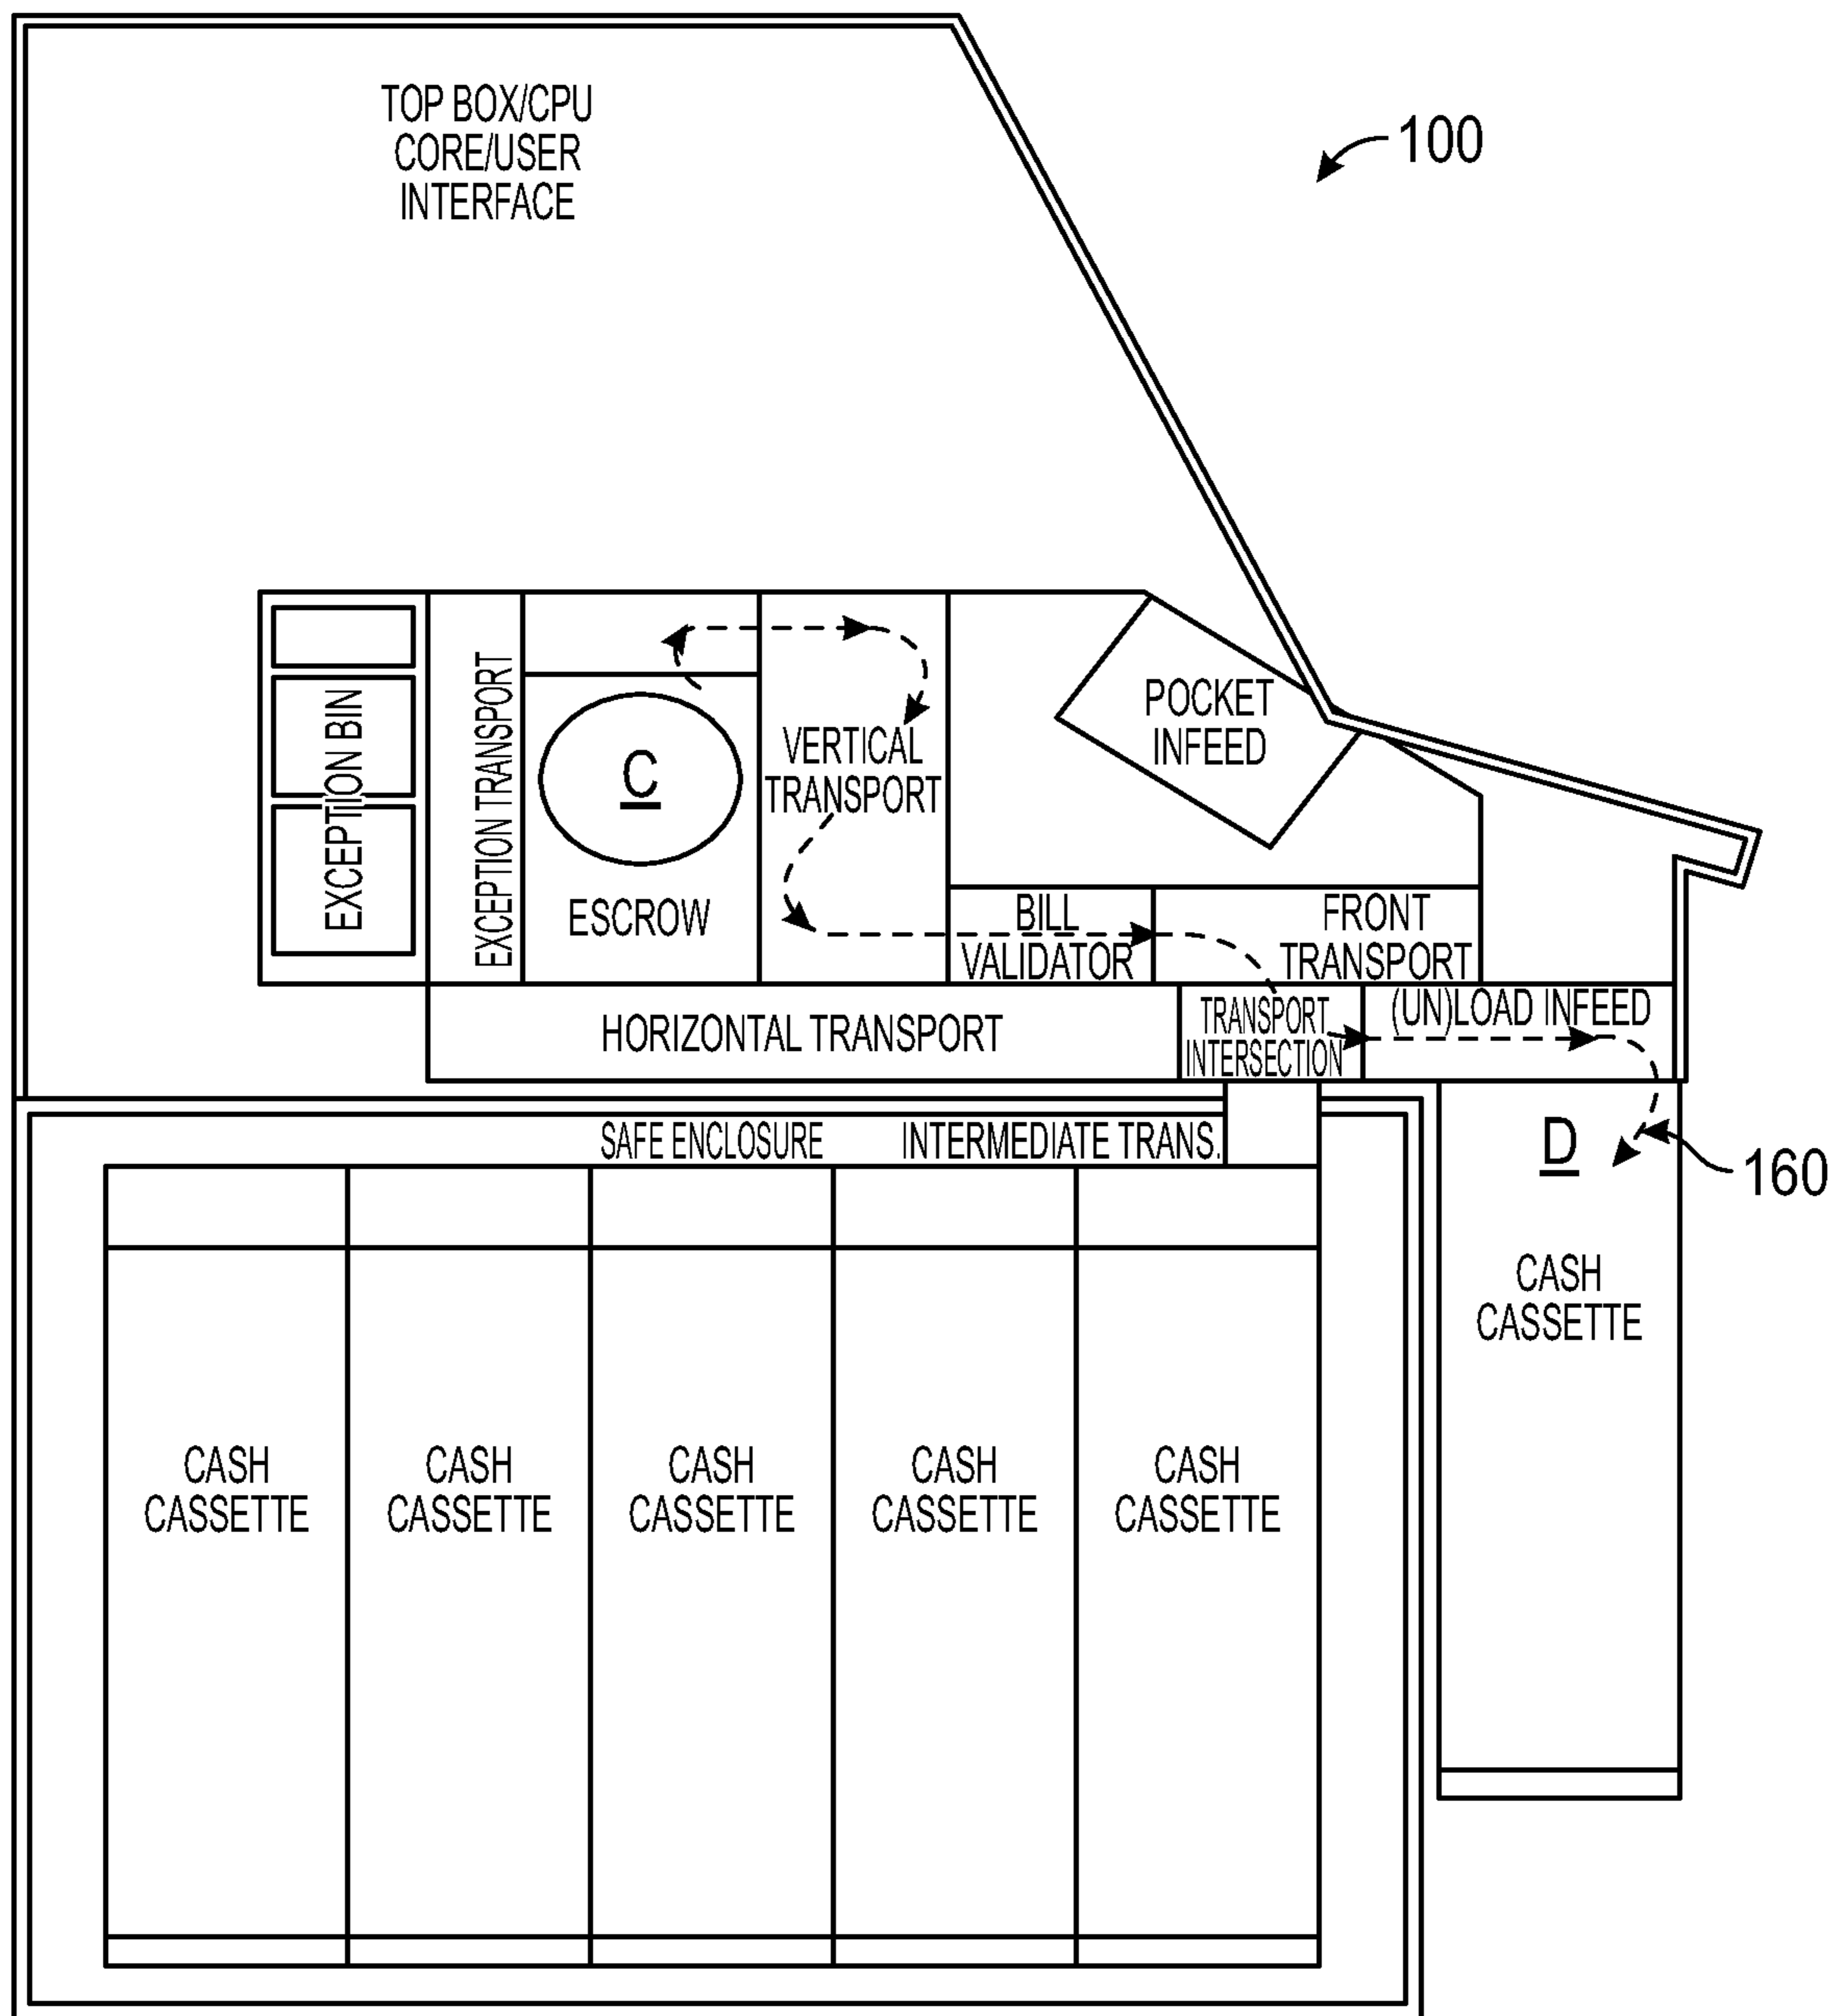 TOP BOX/CPU
CORE/USER
INTERFACE
100
EXCEPTION BIN
EXCEPTION TRANSPORT
C
ESCROW
VERTICAL
TRANSPORT
POCKET
INFEED
BILL
VALIDATOR
FRONT
TRANSPORT
HORIZONTAL TRANSPORT
TRANSPORT
INTERSECTION
(UN)LOAD INFEED
SAFE ENCLOSURE
INTERMEDIATE TRANS.
D
160
CASH
CASSETTE
CASH
CASSETTE
CASH
CASSETTE
CASH
CASSETTE
CASH
CASSETTE
CASH
CASSETTE